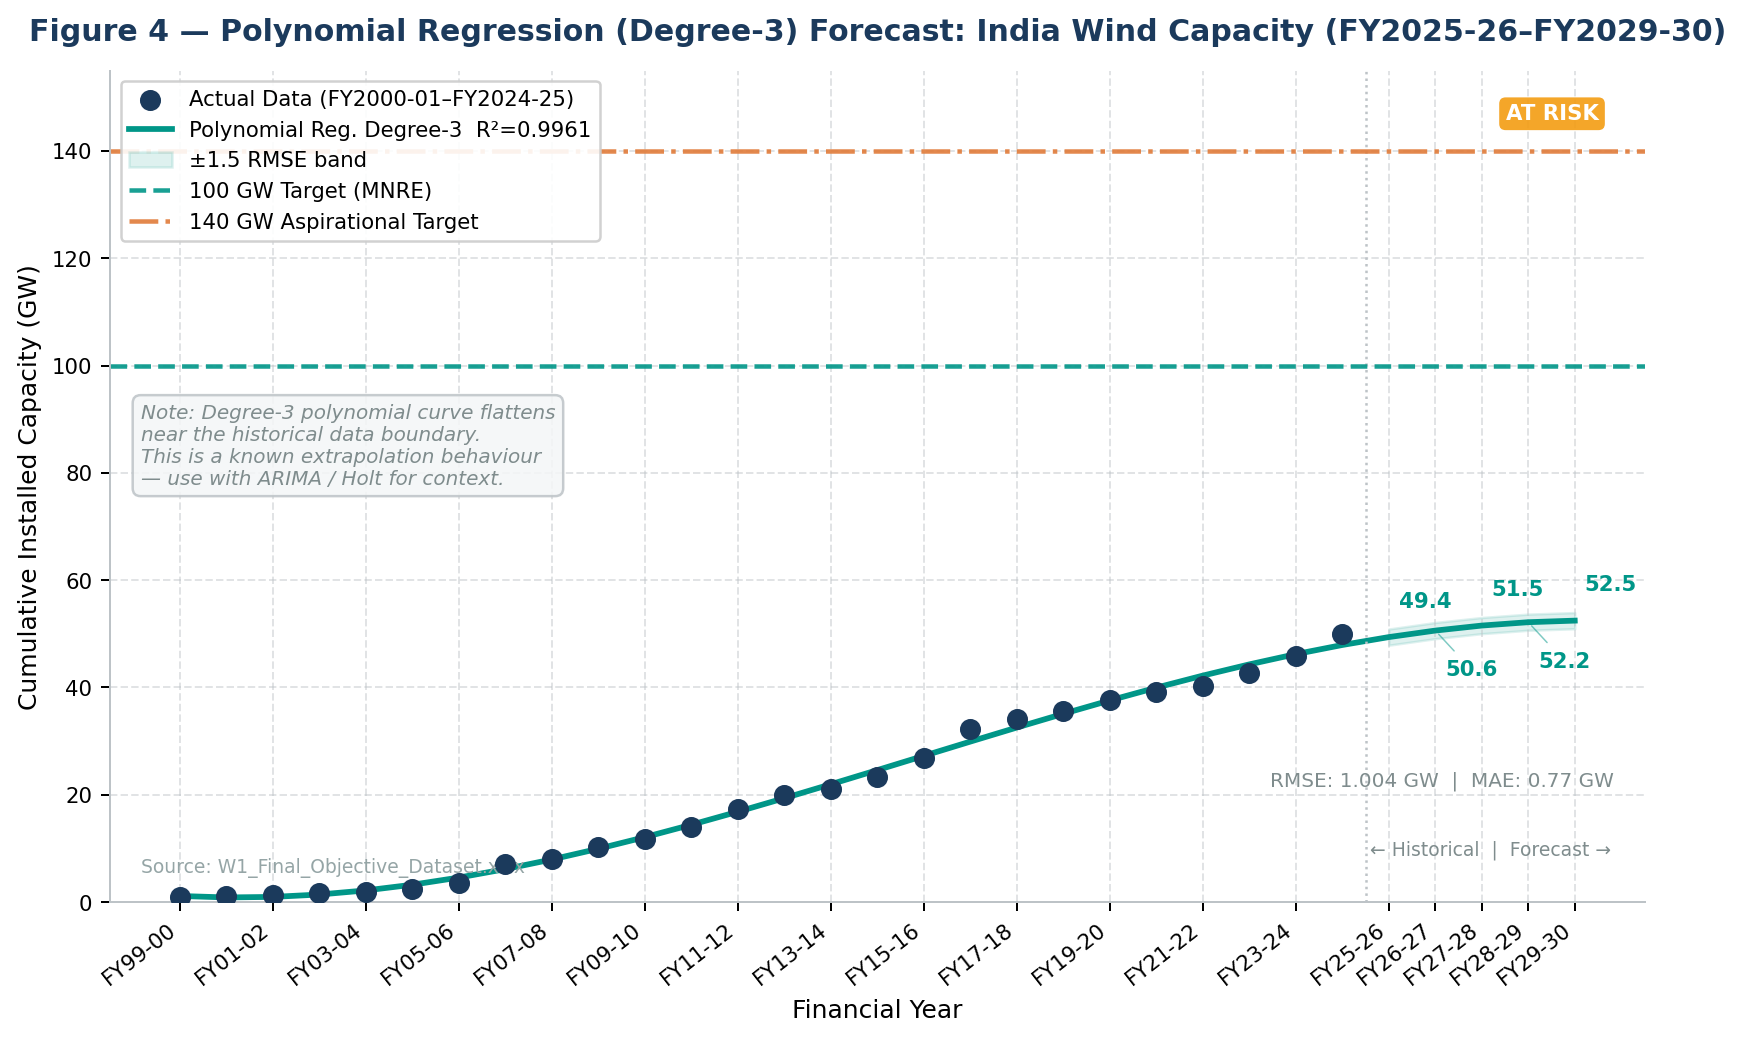 Figure 4 — Polynomial Regression (Degree-3) Forecast: India Wind Capacity (FY2025-26–FY2029-30)
Actual Data (FY2000-01–FY2024-25)
Polynomial Reg. Degree-3  R²=0.9961
±1.5 RMSE band
100 GW Target (MNRE)
140 GW Aspirational Target
AT RISK
Cumulative Installed Capacity (GW)
140
120
100
80
60
40
20
0
Note: Degree-3 polynomial curve flattens
near the historical data boundary.
This is a known extrapolation behaviour
— use with ARIMA / Holt for context.
49.4
50.6
51.5
52.2
52.5
RMSE: 1.004 GW  |  MAE: 0.77 GW
← Historical  |  Forecast →
Source: W1_Final_Objective_Dataset.xlsx
FY99-00
FY01-02
FY03-04
FY05-06
FY07-08
FY09-10
FY11-12
FY13-14
FY15-16
FY17-18
FY19-20
FY21-22
FY23-24
FY25-26
FY26-27
FY27-28
FY28-29
FY29-30
Financial Year